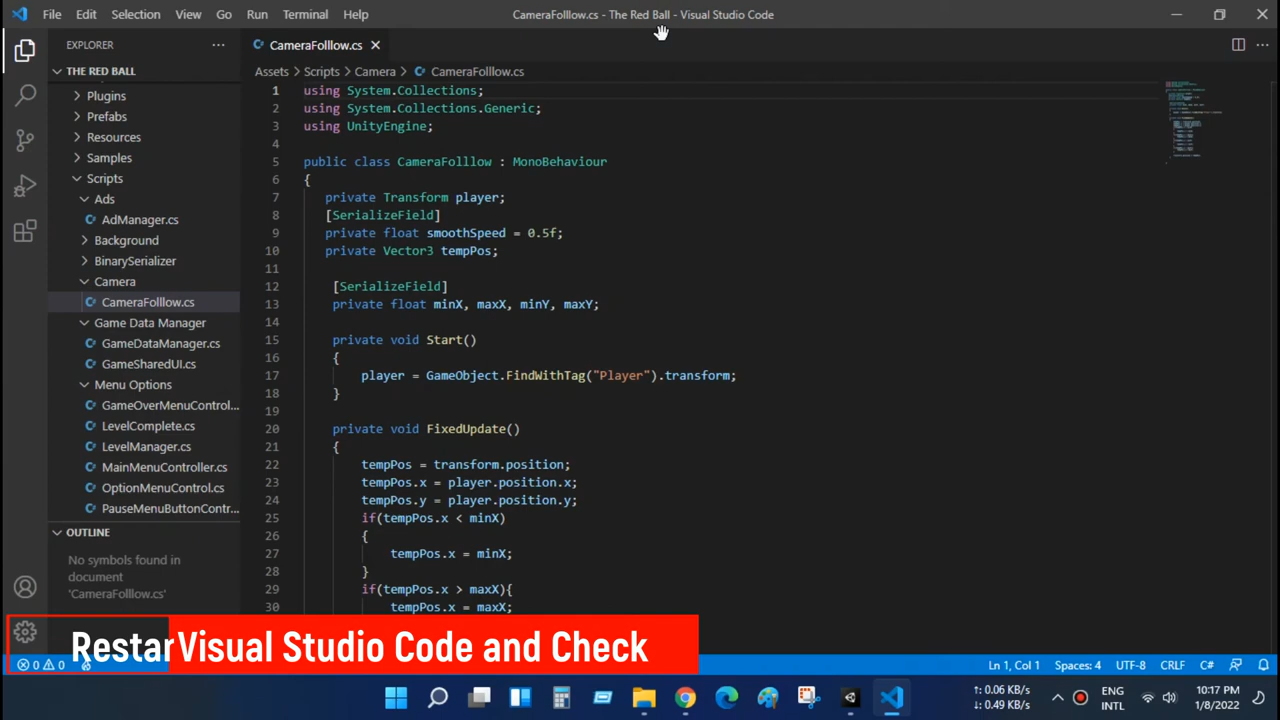 File Edit Selection View Go Run Terminal Help
CameraFolllow.cs - The Red Ball - Visual Studio Code
EXPLORER
THE RED BALL
Plugins
Prefabs
Resources
Samples
Scripts
Ads
AdManager.cs
Background
BinarySerializer
Camera
CameraFolllow.cs
Game Data Manager
GameDataManager.cs
GameSharedUI.cs
Menu Options
GameOverMenuControl...
LevelComplete.cs
LevelManager.cs
MainMenuController.cs
OptionMenuControl.cs
PauseMenuButtonContr...
OUTLINE
No symbols found in
document
'CameraFolllow.cs'
CameraFolllow.cs
Assets > Scripts > Camera > CameraFolllow.cs
1 using System.Collections;
2 using System.Collections.Generic;
3 using UnityEngine;
4
5 public class CameraFolllow : MonoBehaviour
6 {
7 private Transform player;
8 [SerializeField]
9 private float smoothSpeed = 0.5f;
10 private Vector3 tempPos;
11
12 [SerializeField]
13 private float minX, maxX, minY, maxY;
14
15 private void Start()
16 {
17 player = GameObject.FindWithTag("Player").transform;
18 }
19
20 private void FixedUpdate()
21 {
22 tempPos = transform.position;
23 tempPos.x = player.position.x;
24 tempPos.y = player.position.y;
25 if(tempPos.x < minX)
26 {
27 tempPos.x = minX;
28 }
29 if(tempPos.x > maxX){
30 tempPos.x = maxX;
Restar Visual Studio Code and Check
0 0
Ln 1, Col 1 Spaces: 4 UTF-8 CRLF C#
↑: 0.06 KB/s
↓: 0.49 KB/s
ENG
INTL
10:17 PM
1/8/2022